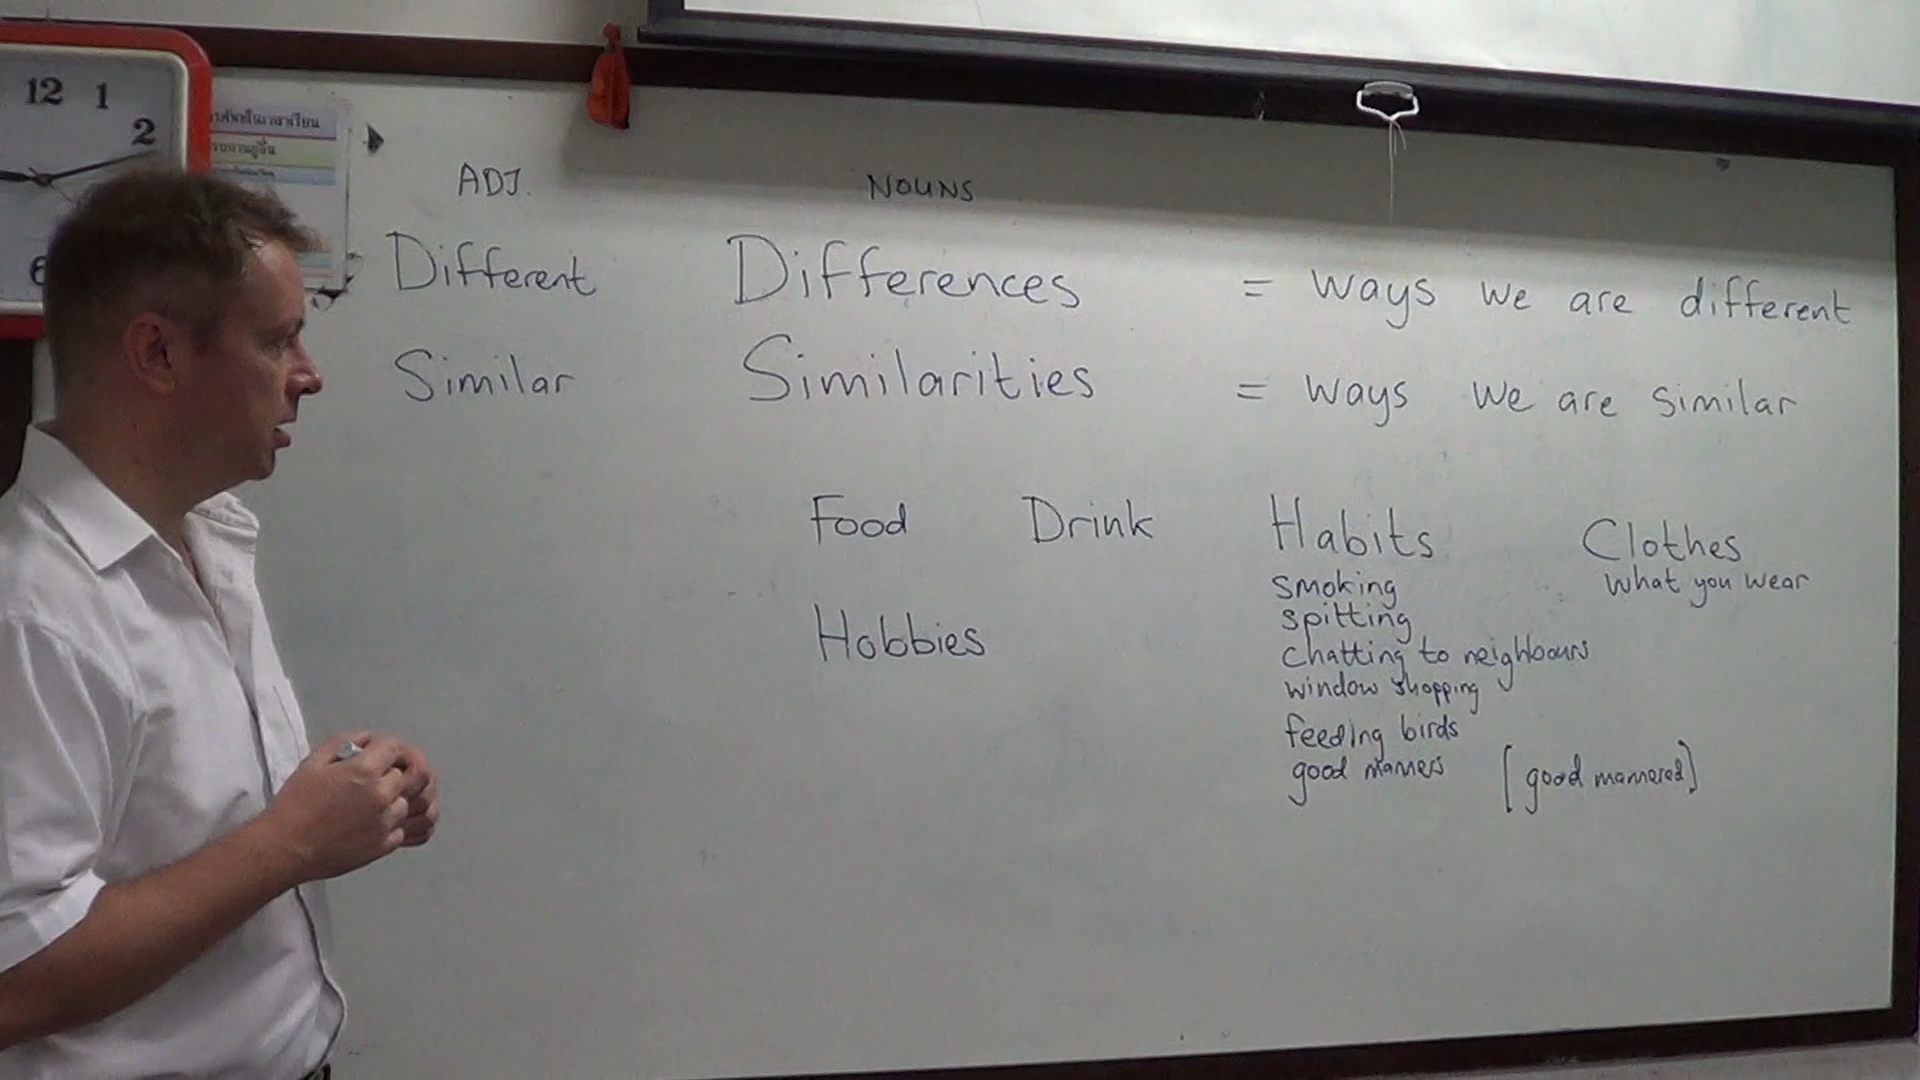 12 1
2
6
ADJ. NOUNS
Different Differences = ways we are different
Similar Similarities = ways we are similar
Food Drink Habits Clothes
smoking what you wear
spitting
Hobbies
chatting to neighbours
window shopping
feeding birds
good manners [good mannered]